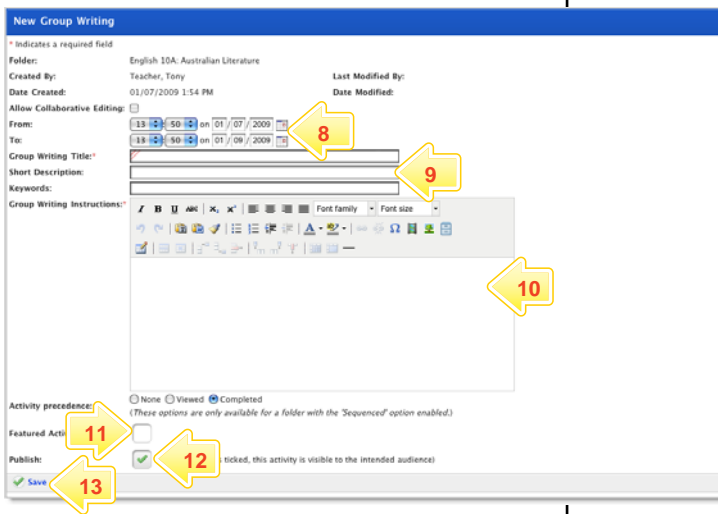 New Group Writing
* Indicates a required field
Folder: English 10A: Australian Literature
Created By: Teacher, Tony Last Modified By:
Date Created: 01/07/2009 1:54 PM Date Modified:
Allow Collaborative Editing:
From: 13 : 50 on 01 / 07 / 2009 8
To: 13 : 50 on 01 / 09 / 2009
Group Writing Title:*
Short Description: 9
Keywords:
Group Writing Instructions:* I B U ABC x, x² Font family Font size
A Ω
10
Activity precedence: None Viewed Completed
(These options are only available for a folder with the 'Sequenced' option enabled.)
Featured 11
Publish: 12 ticked, this activity is visible to the intended audience)
Save 13